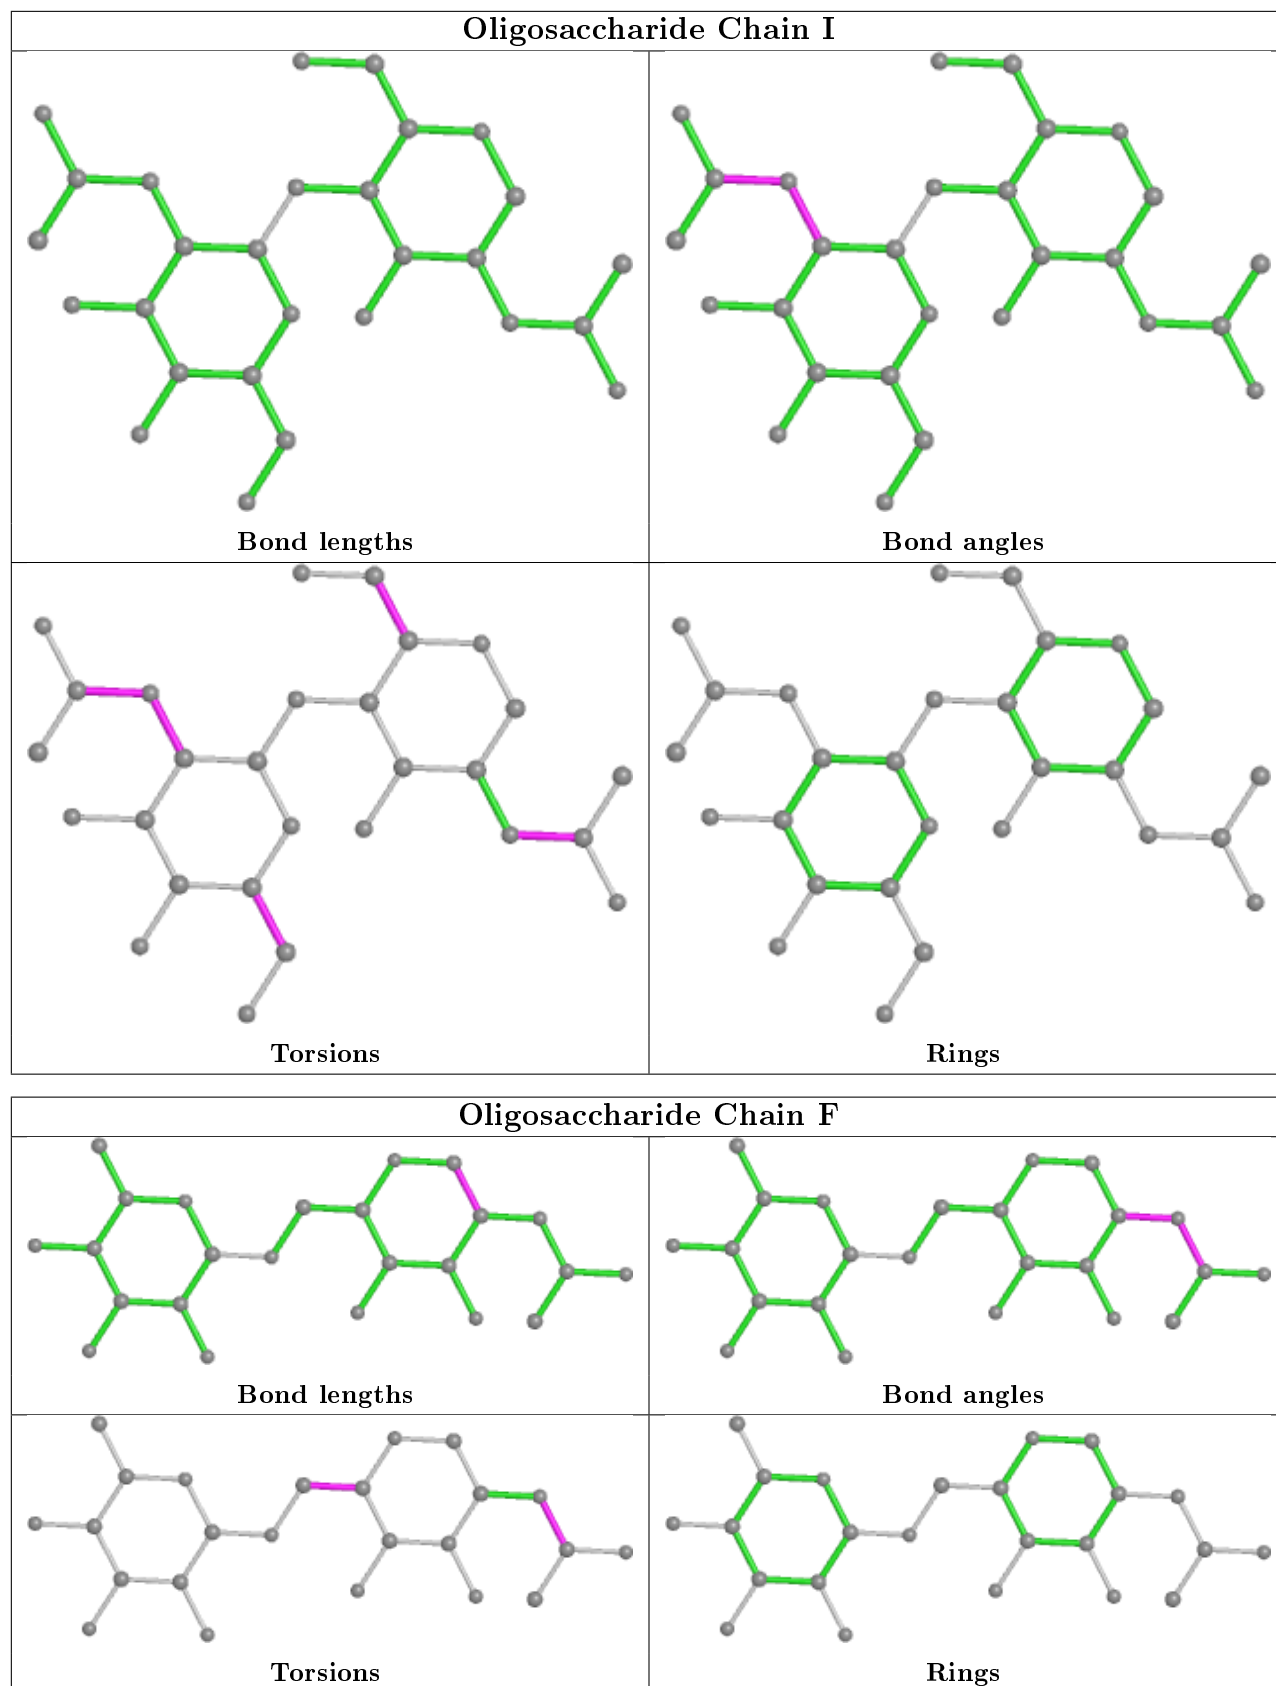 Oligosaccharide Chain I
Bond lengths
Bond angles
Torsions
Rings
Oligosaccharide Chain F
Bond lengths
Bond angles
Torsions
Rings